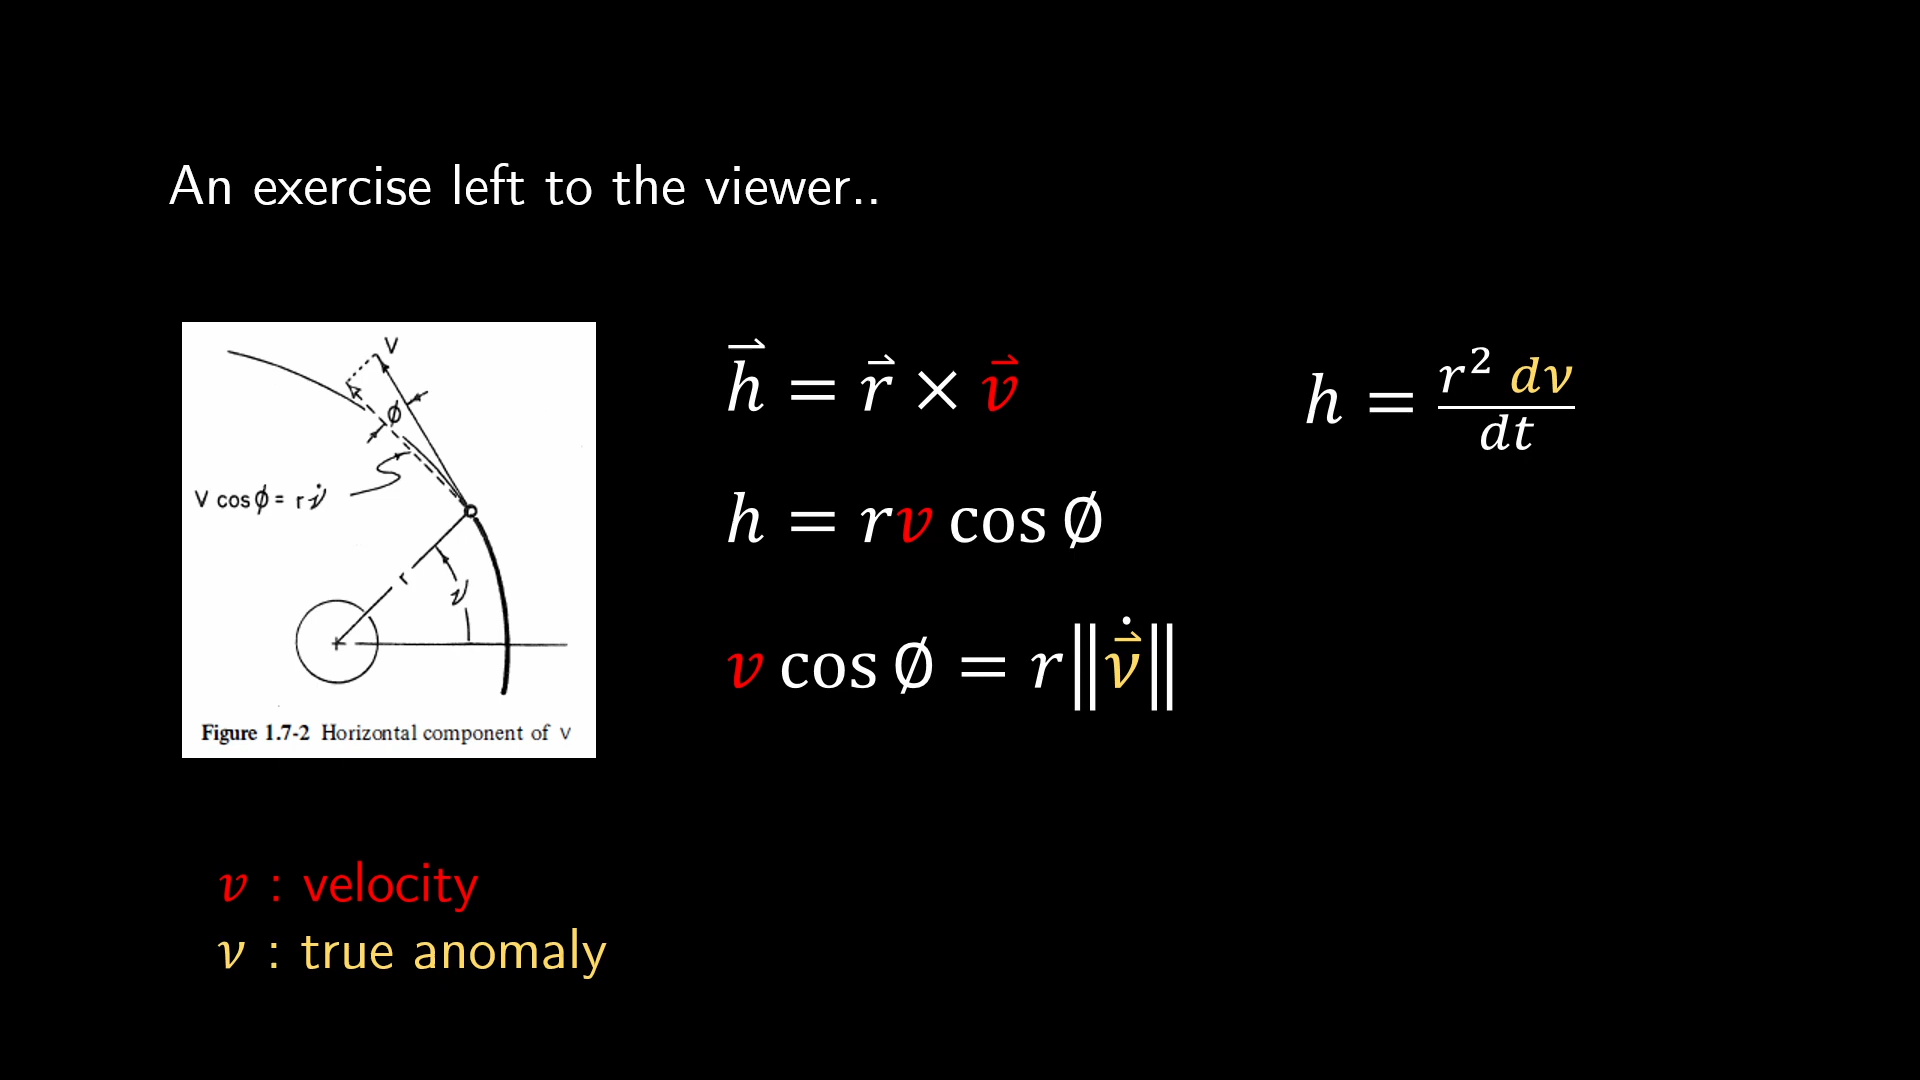 An exercise left to the viewer..
V
ϕ
V cos ϕ = r ν̇
r
ν
Figure 1.7-2 Horizontal component of v
h⃗ = r⃗ × v⃗
h = rv cos ∅
v cos ∅ = r‖ν⃗̇‖
h = r² dν / dt
v : velocity
ν : true anomaly